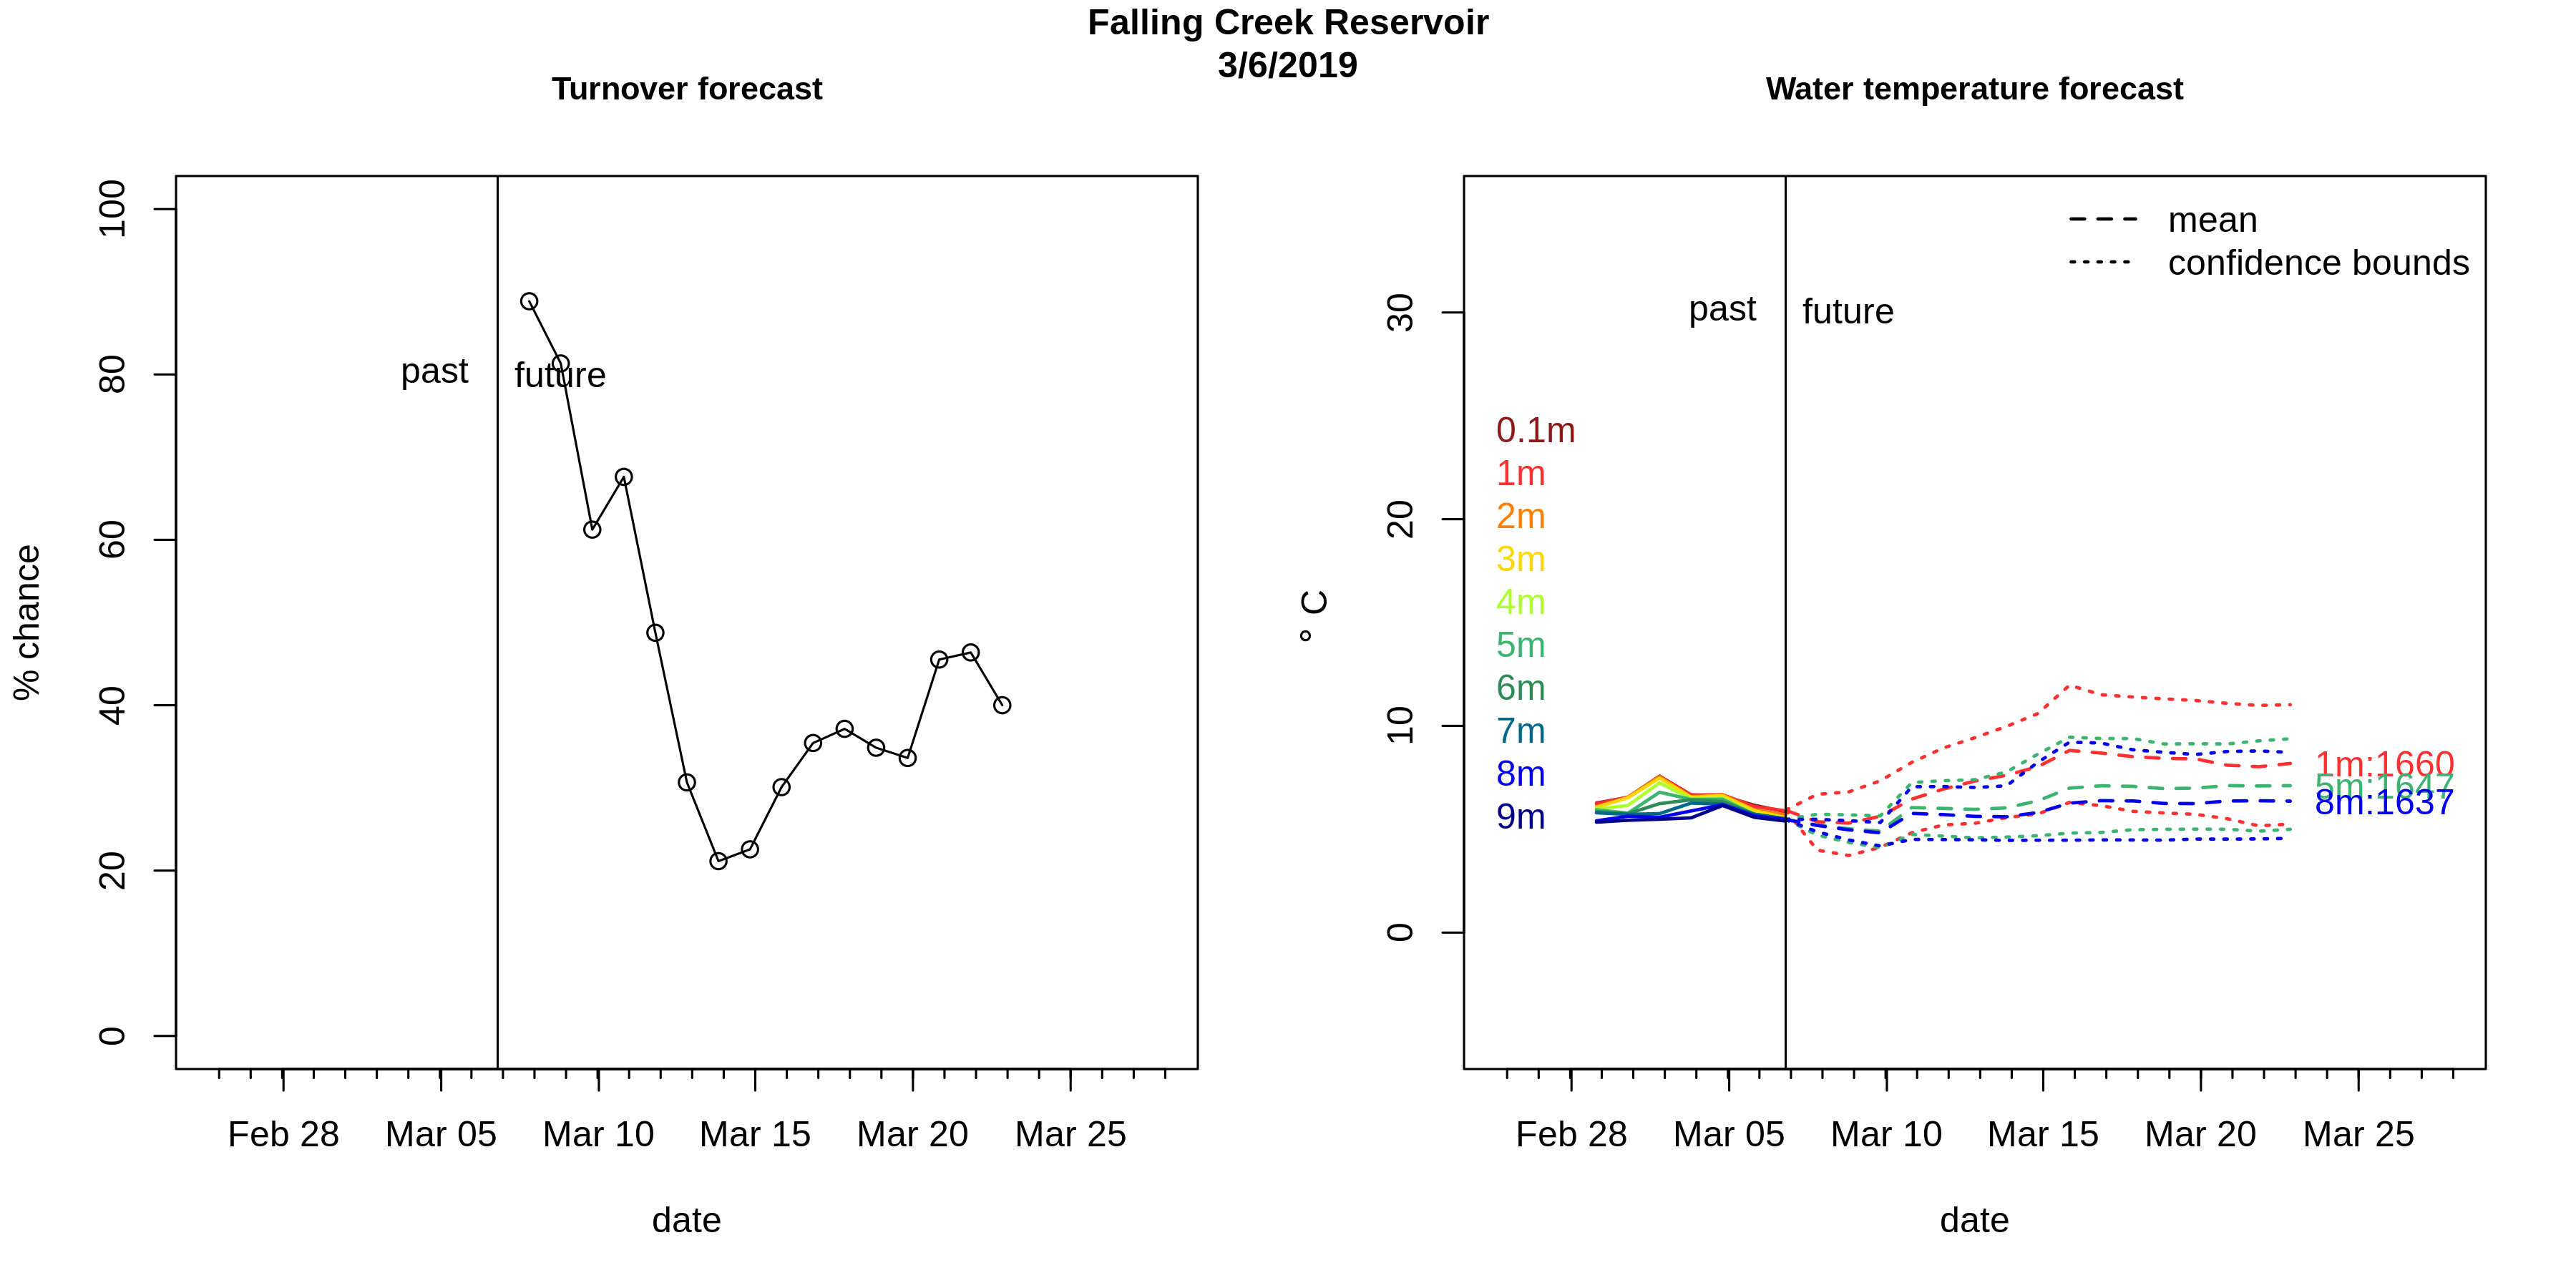 Falling Creek Reservoir
3/6/2019
Turnover forecast
% chance
100
80
60
40
20
0
past
future
Feb 28
Mar 05
Mar 10
Mar 15
Mar 20
Mar 25
date
Water temperature forecast
° C
30
20
10
0
mean
confidence bounds
past
future
0.1m
1m
2m
3m
4m
5m
6m
7m
8m
9m
1m:1660
5m:1647
8m:1637
Feb 28
Mar 05
Mar 10
Mar 15
Mar 20
Mar 25
date